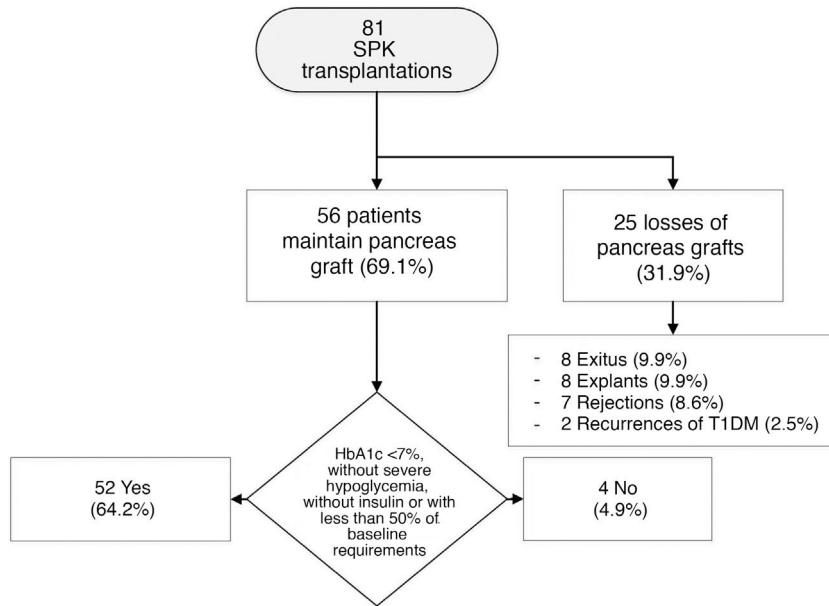 81
SPK
transplantations
56 patients
maintain pancreas
graft (69.1%)
25 losses of
pancreas grafts
(31.9%)
- 8 Exitus (9.9%)
- 8 Explants (9.9%)
- 7 Rejections (8.6%)
- 2 Recurrences of T1DM (2.5%)
HbA1c <7%,
without severe
hypoglycemia,
without insulin or with
less than 50% of
baseline
requirements
52 Yes
(64.2%)
4 No
(4.9%)